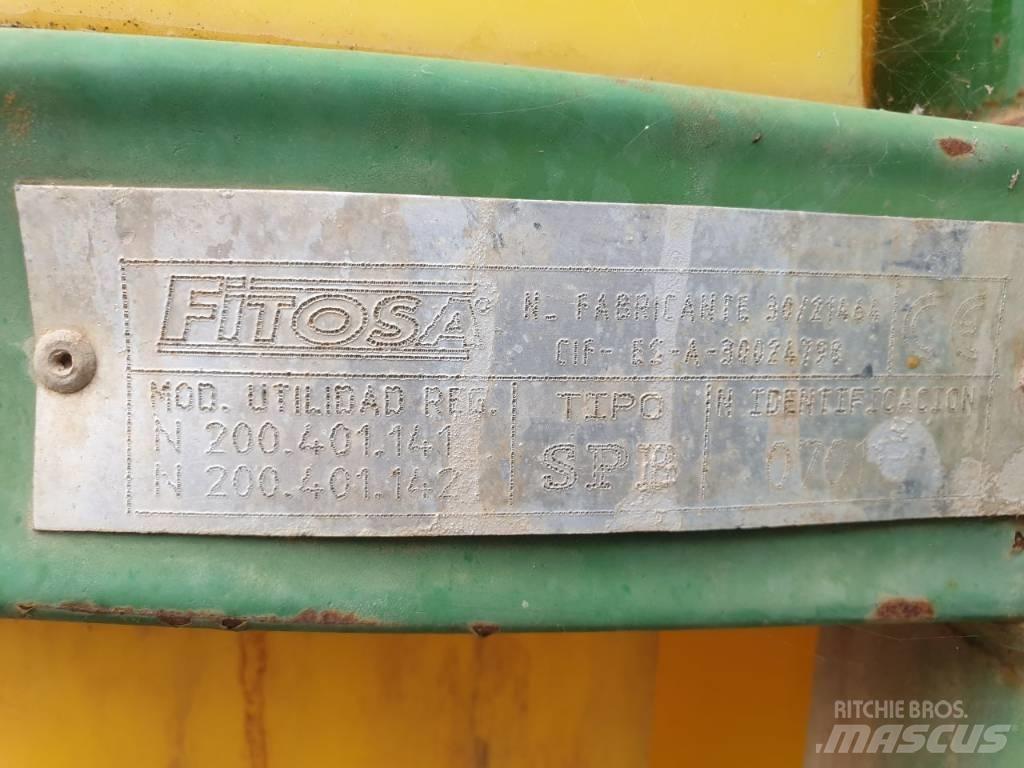 FiTOSA®
N_ FABRICANTE 30/21464
CIF- ES-A-30024798
CE
MOD. UTILIDAD REG.
N 200.401.141
N 200.401.142
TIPO
SPB
N IDENTIFICACION
RITCHIE BROS.
MASCUS